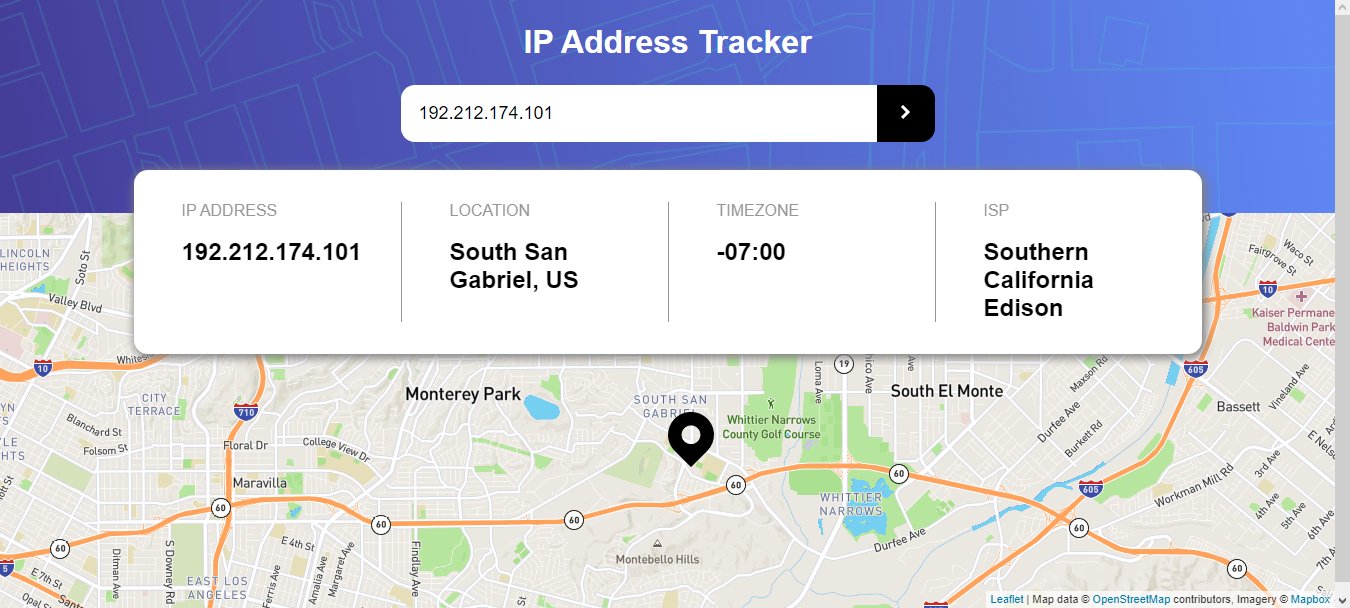 IP Address Tracker
192.212.174.101
IP ADDRESS
192.212.174.101
LOCATION
South San
Gabriel, US
TIMEZONE
-07:00
ISP
Southern
California
Edison
LINCOLN
HEIGHTS
Soto St
Valley Blvd
Fairgrove St
Waco St
10
Kaiser Permane
Baldwin Park
Medical Cente
10
CITY
TERRACE
710
Monterey Park
SOUTH SAN
GABRIEL
Whittier Narrows
County Golf Course
Loma Ave
19
South El Monte
Maxson Rd
605
Vineland Ave
Bassett
Blanchard St
Folsom St
Floral Dr
College View Dr
Durfee Ave
Burkett Rd
Maravilla
60
60
60
60
60
WHITTIER
NARROWS
605
Workman Mill Rd
3rd Ave
4th Ave
5th Ave
6th Ave
60
60
60
5
E 7th St
Ditman Ave
S Downey Rd
E 4th St
EAST LOS
ANGELES
Amalia Ave
Margaret Ave
Findlay Ave
Montebello Hills
Durfee Ave
Leaflet | Map data © OpenStreetMap contributors, Imagery © Mapbox